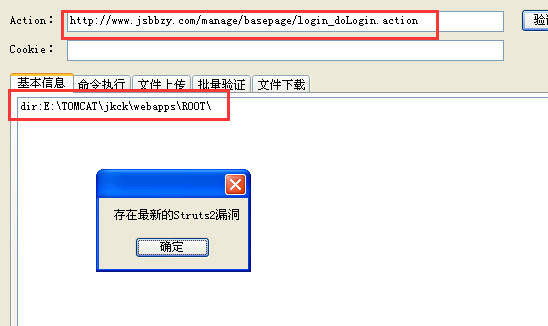 Action: http://www.jsbbzy.com/manage/basepage/login_doLogin.action 验
Cookie:
基本信息 命令执行 文件上传 批量验证 文件下载
dir:E:\TOMCAT\jkck\webapps\ROOT\
存在最新的Struts2漏洞
确定